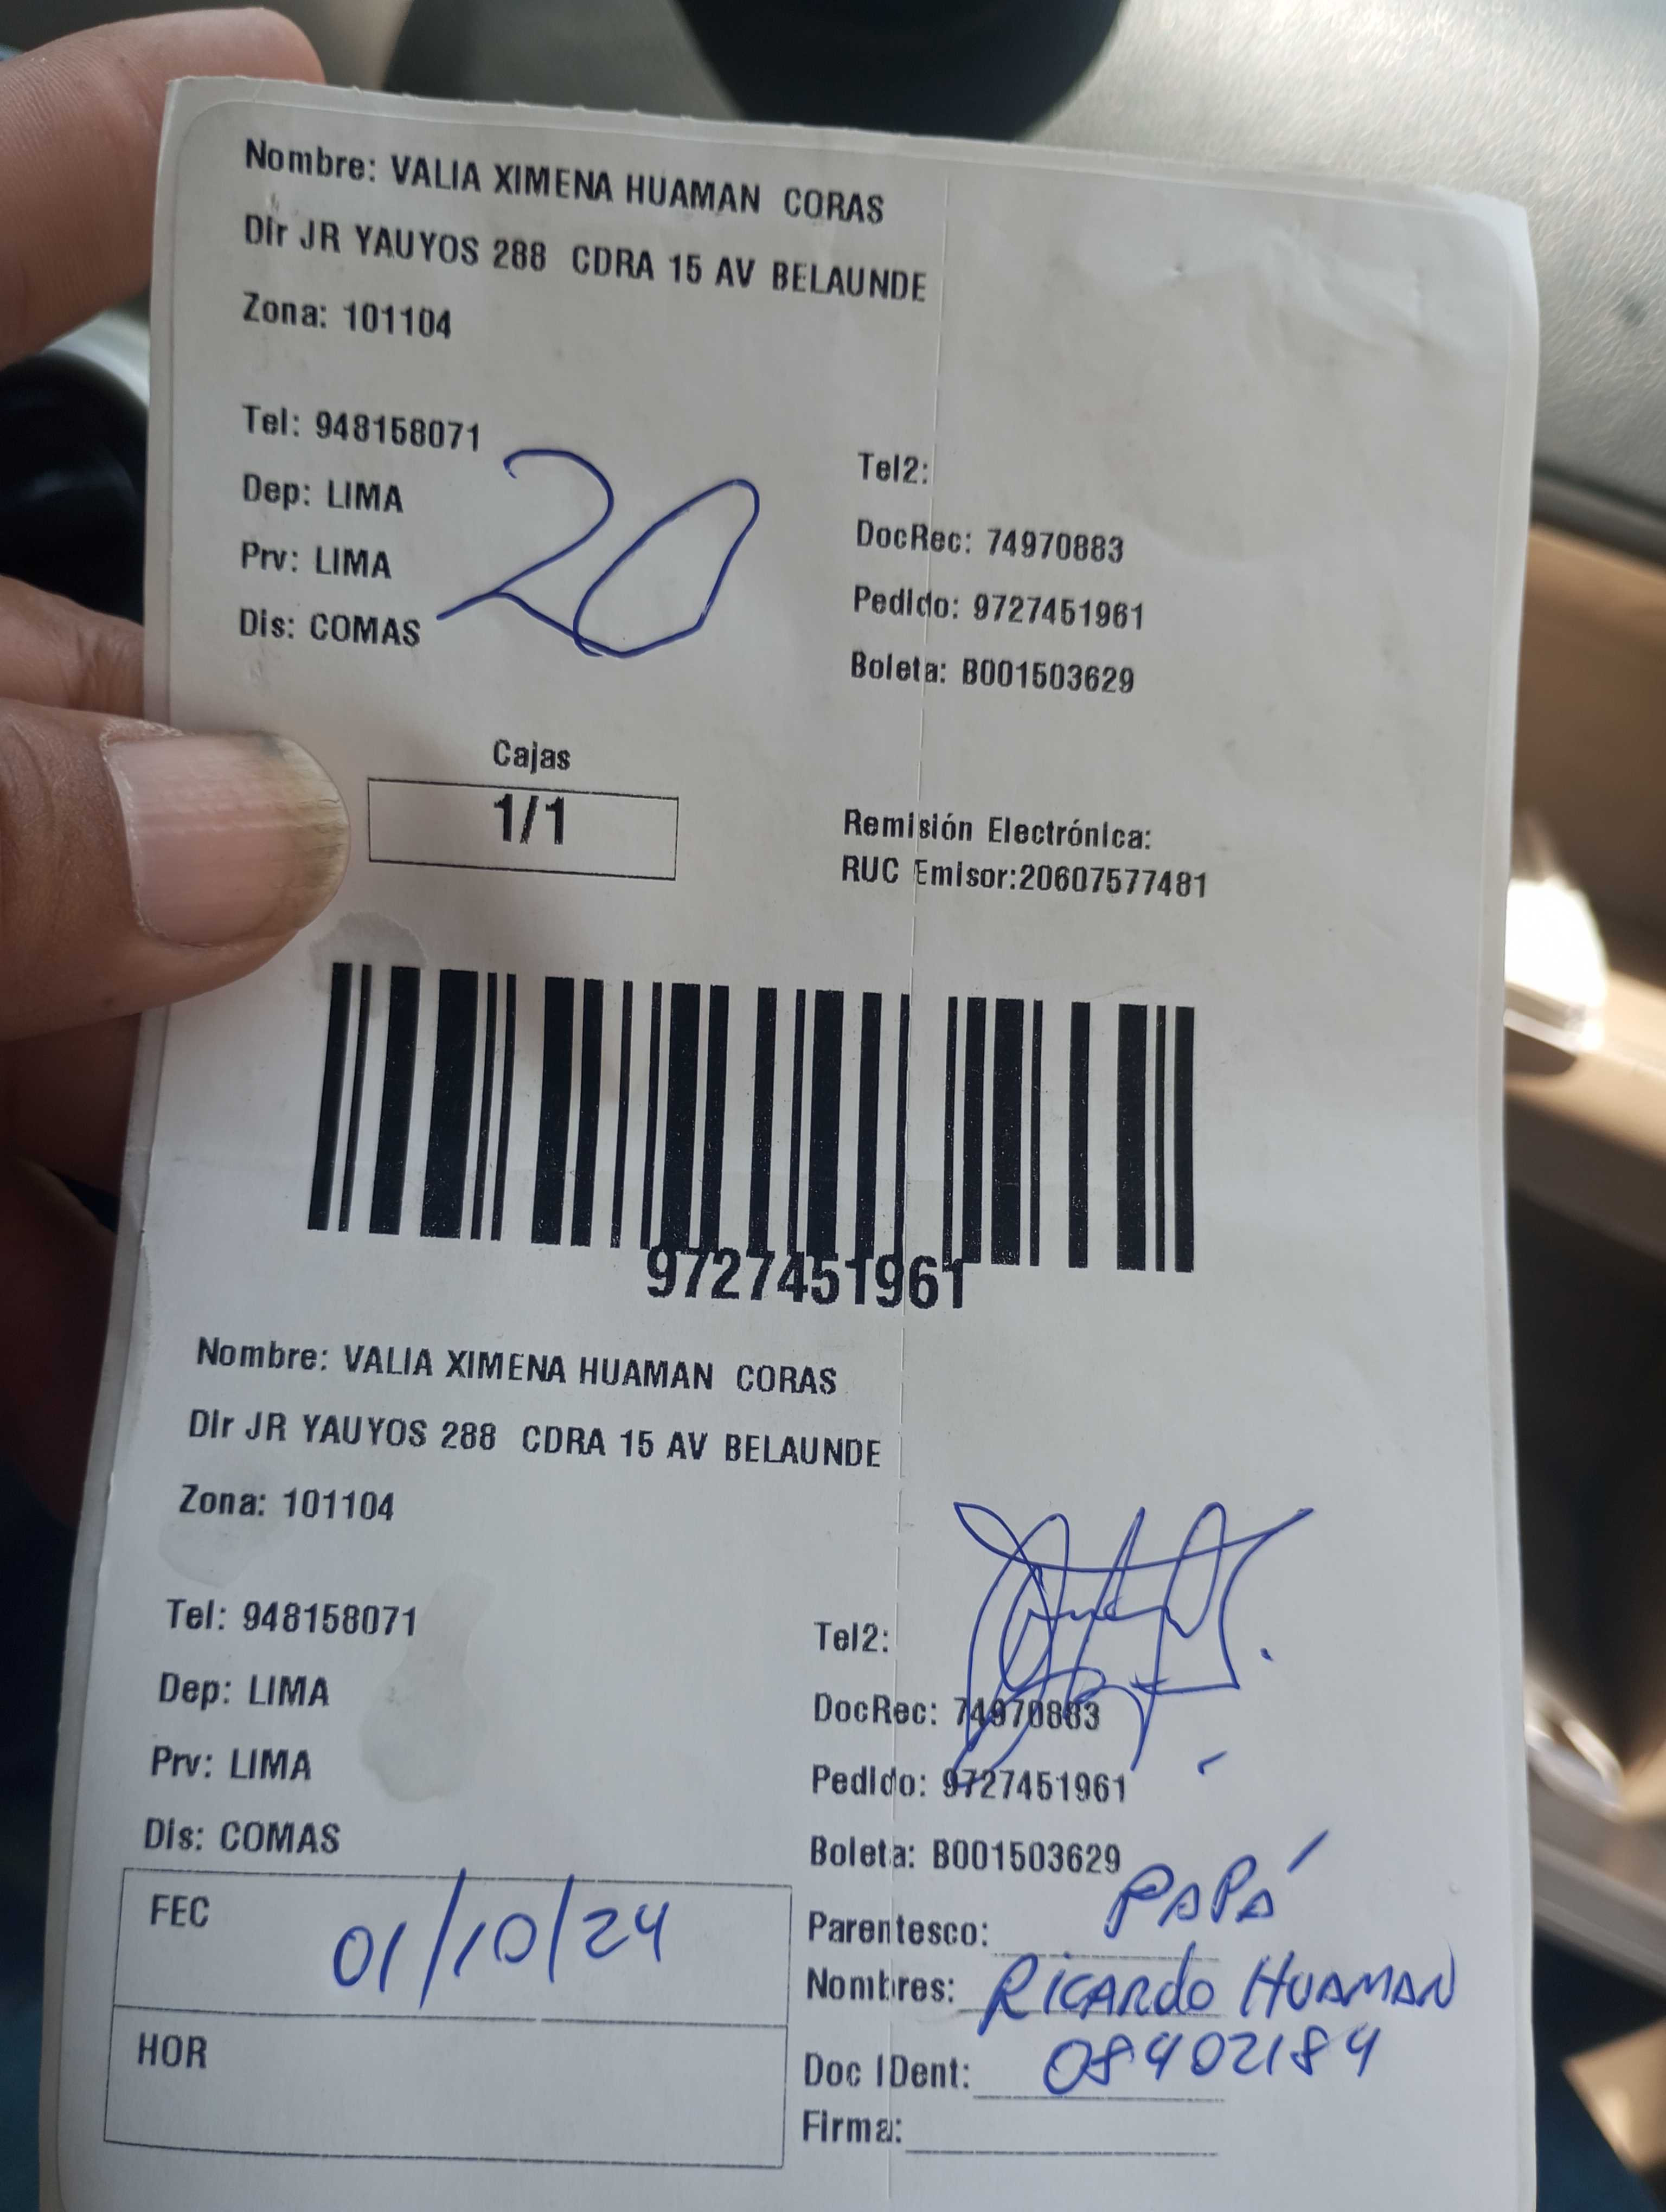 Nombre: VALIA XIMENA HUAMAN CORAS
Dir JR YAUYOS 288 CDRA 15 AV BELAUNDE
Zona: 101104
Tel: 948158071
Tel2:
Dep: LIMA
DocRec: 74970883
Prv: LIMA
Pedido: 9727451961
Dis: COMAS
Boleta: B001503629
20
Cajas
1/1
Remisión Electrónica:
RUC Emisor:20607577481
9727451961
Nombre: VALIA XIMENA HUAMAN CORAS
Dir JR YAUYOS 288 CDRA 15 AV BELAUNDE
Zona: 101104
Tel: 948158071
Tel2:
Dep: LIMA
DocRec: 74970883
Prv: LIMA
Pedido: 9727451961
Dis: COMAS
Boleta: B001503629
FEC 01/10/24
HOR
Parentesco: PAPÁ
Nombres: RICARDO HUAMAN
Doc IDent: 08402184
Firma: